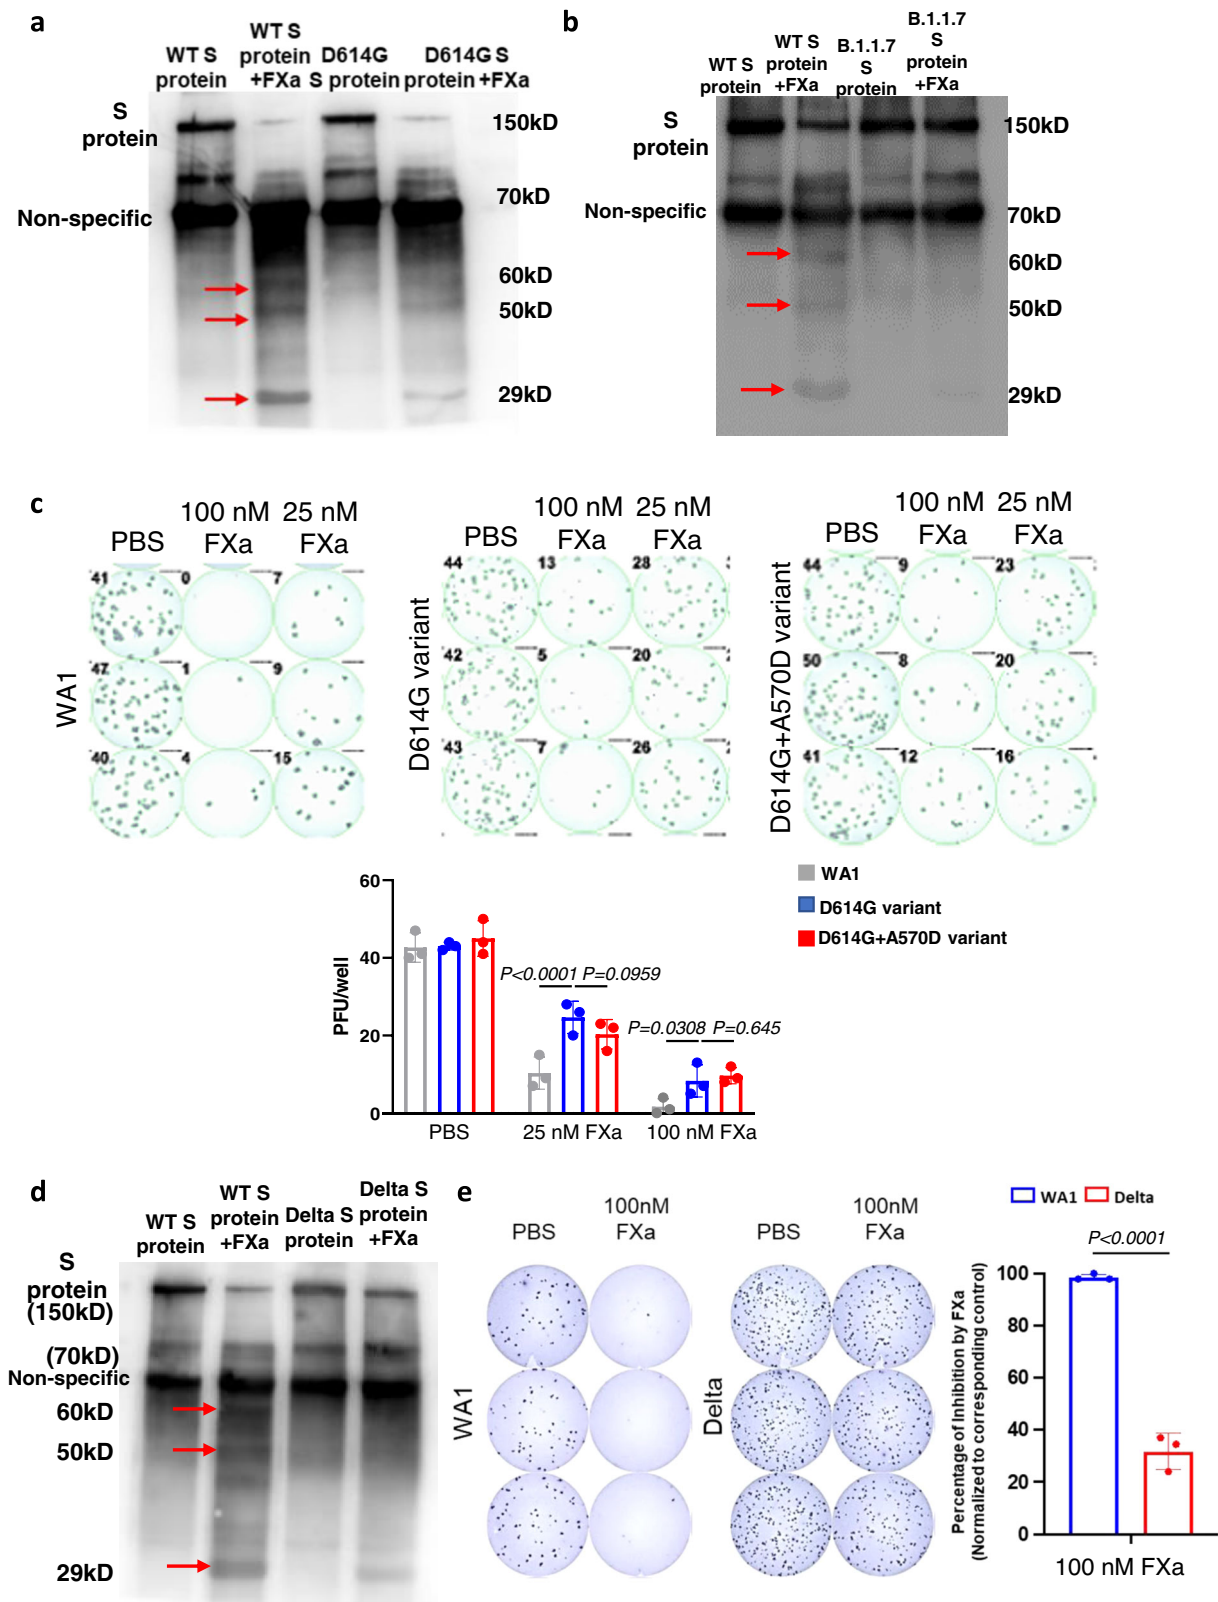 a
WT S
protein
WT S
protein
+FXa
D614G
S protein
D614G S
protein +FXa
S
protein
Non-specific
150kD
70kD
60kD
50kD
29kD
b
WT S
protein
WT S
protein
+FXa
B.1.1.7
S
protein
B.1.1.7
S
protein
+FXa
S
protein
Non-specific
150kD
70kD
60kD
50kD
29kD
c
PBS
100 nM
FXa
25 nM
FXa
WA1
41 0 7
47 1 9
40 4 15
PBS
100 nM
FXa
25 nM
FXa
D614G variant
44 13 28
42 5 20
43 7 26
PBS
100 nM
FXa
25 nM
FXa
D614G+A570D variant
44 9 23
50 8 20
41 12 16
WA1
D614G variant
D614G+A570D variant
PFU/well
60
40
20
0
P<0.0001 P=0.0959
P=0.0308 P=0.645
PBS
25 nM FXa
100 nM FXa
d
WT S
protein
WT S
protein
+FXa
Delta S
protein
Delta S
protein
+FXa
S
protein
(150kD)
(70kD)
Non-specific
60kD
50kD
29kD
e
PBS
100nM
FXa
WA1
PBS
100nM
FXa
Delta
WA1
Delta
P<0.0001
Percentage of Inhibition by FXa
(Normalized to corresponding control)
100
80
60
40
20
0
100 nM FXa